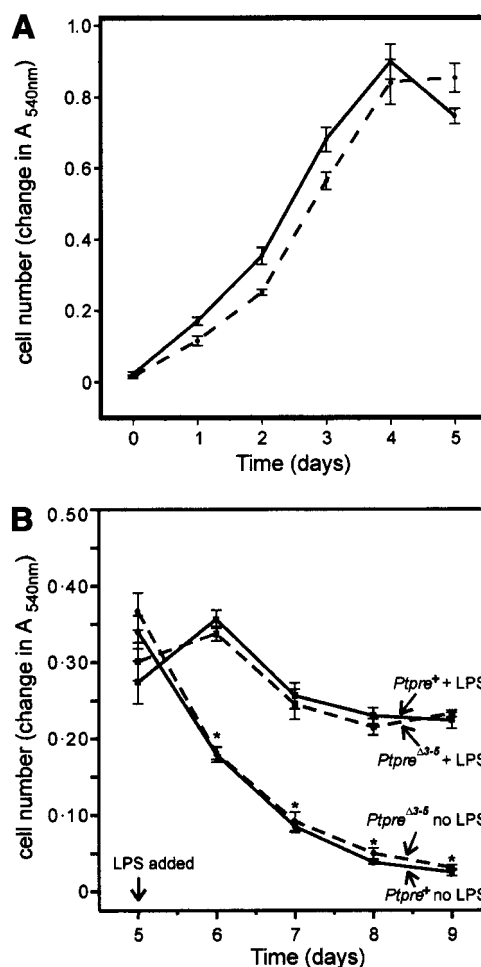 A
cell number (change in A 540nm)
1.0
0.8
0.6
0.4
0.2
0
0 1 2 3 4 5
Time (days)
B
cell number (change in A 540nm)
0.50
0·40
0·30
0·20
0·10
0
Ptpre+ + LPS
PtpreΔ3-5 + LPS
PtpreΔ3-5 no LPS
Ptpre+ no LPS
* * * *
LPS added
5 6 7 8 9
Time (days)